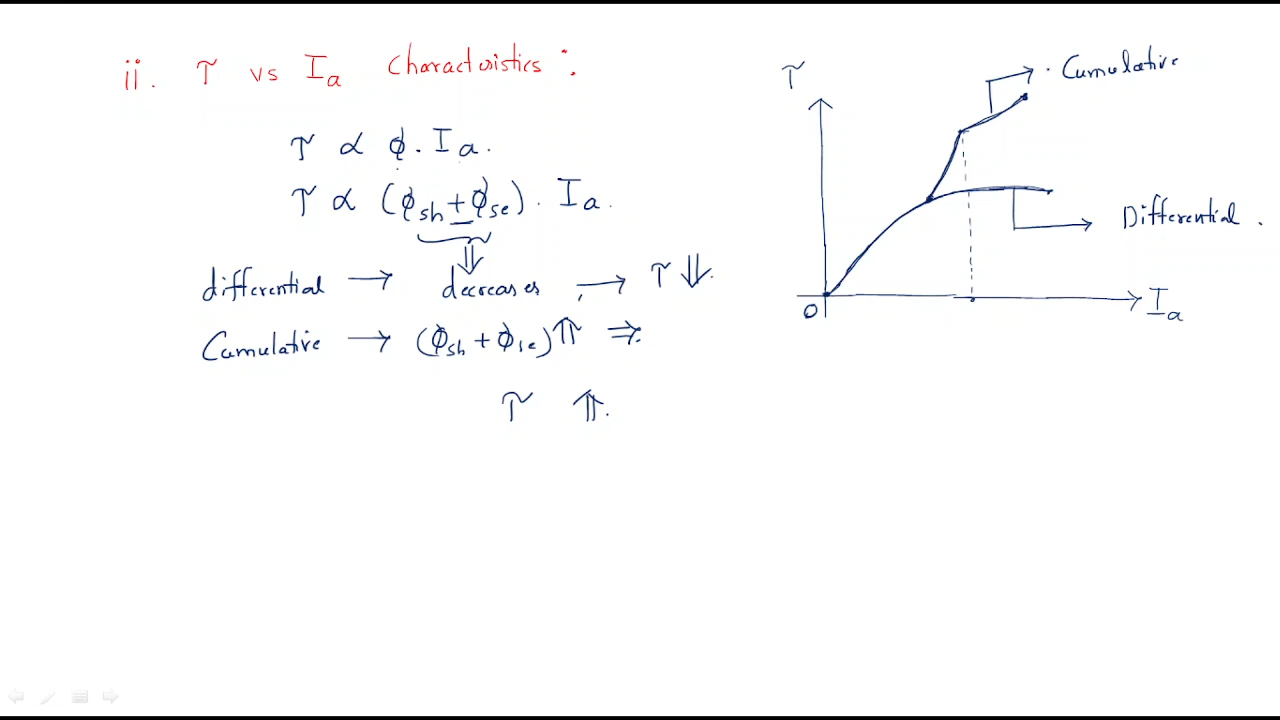 ii. τ vs Ia Characteristics :
τ ∝ ϕ . Ia.
τ ∝ (ϕsh ± ϕse) . Ia.
⇓
differential → decreases , → τ ⇓.
Cumulative → (ϕsh + ϕse) ⇑ ⇒
τ ⇑.
τ
Cumulative
Differential .
0
Ia